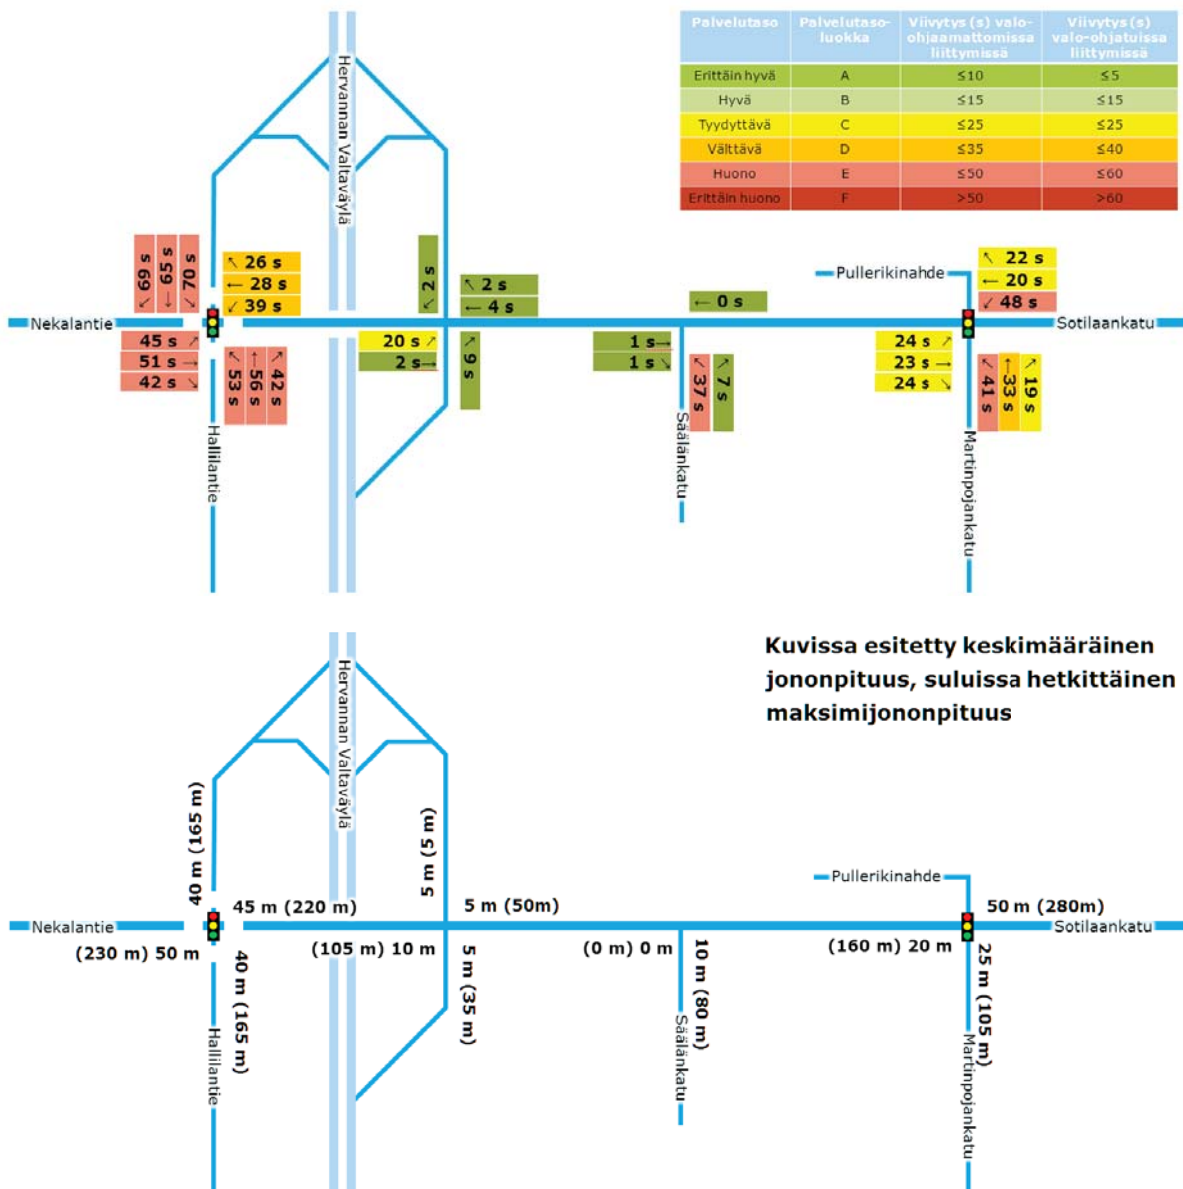 Palvelutaso Palvelutaso-luokka Viivytys (s) valo-ohjaamattomissa liittymissä Viivytys (s) valo-ohjatuissa liittymissä
Erittäin hyvä A ≤10 ≤5
Hyvä B ≤15 ≤15
Tyydyttävä C ≤25 ≤25
Välttävä D ≤35 ≤40
Huono E ≤50 ≤60
Erittäin huono F >50 >60
Hervannan Valtaväylä
↙ 69 s
← 65 s
↘ 70 s
↖ 26 s
← 28 s
↙ 39 s
↙ 2 s
↖ 2 s
← 4 s
← 0 s
Pullerikinahde
↖ 22 s
← 20 s
↙ 48 s
Nekalantie
Sotilaankatu
45 s ↗
51 s →
42 s ↘
↖ 53 s
← 56 s
↗ 42 s
20 s ↗
2 s →
↗ 9 s
1 s →
1 s ↘
↖ 37 s
↗ 7 s
24 s ↗
23 s →
24 s ↘
↖ 41 s
← 33 s
↖ 19 s
Hallilantie
Säälänkatu
Martinpojankatu
Kuvissa esitetty keskimääräinen
jononpituus, suluissa hetkittäinen
maksimijononpituus
Hervannan Valtaväylä
40 m (165 m)
5 m (5 m)
Pullerikinahde
45 m (220 m)
5 m (50m)
50 m (280m)
Nekalantie
Sotilaankatu
(230 m) 50 m
(105 m) 10 m
(0 m) 0 m
(160 m) 20 m
40 m (165 m)
5 m (35 m)
10 m (80 m)
25 m (105 m)
Hallilantie
Säälänkatu
Martinpojankatu